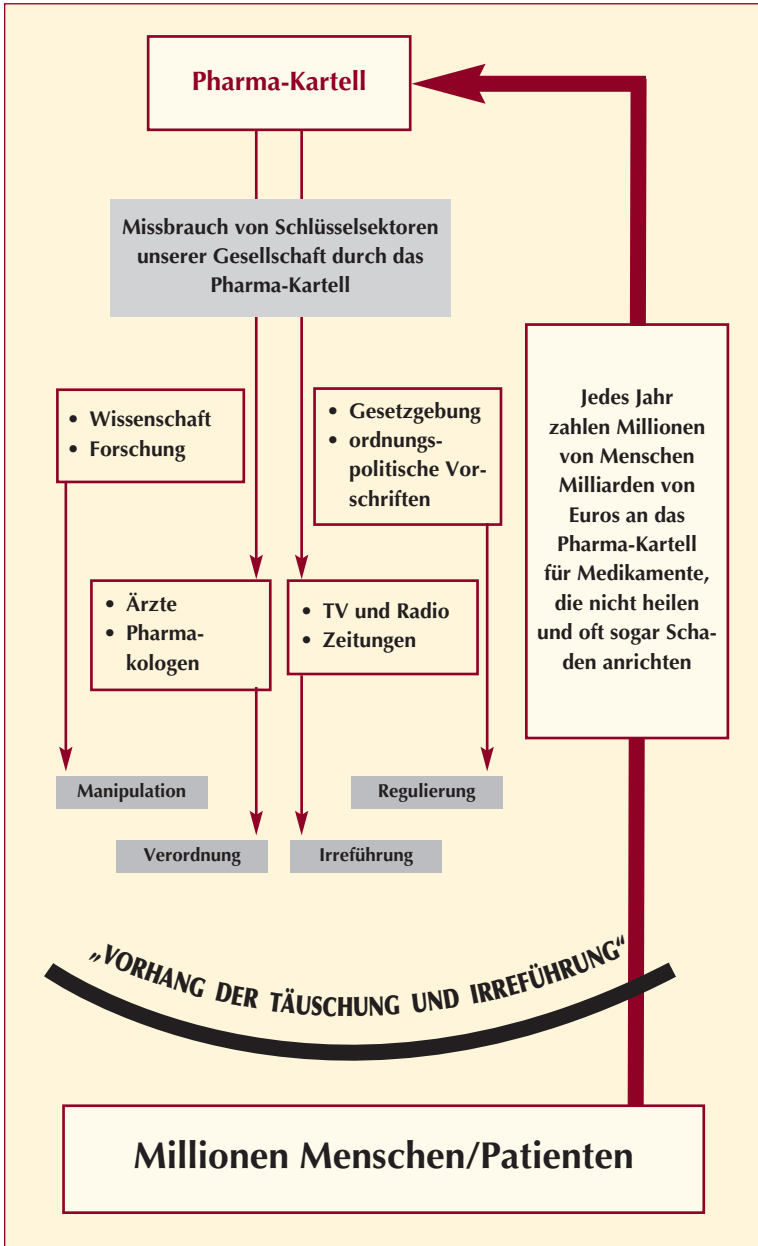 Pharma-Kartell
Missbrauch von Schlüsselsektoren
unserer Gesellschaft durch das
Pharma-Kartell
• Wissenschaft
• Forschung
• Gesetzgebung
• ordnungs-
politische Vor-
schriften
• Ärzte
• Pharma-
kologen
• TV und Radio
• Zeitungen
Jedes Jahr
zahlen Millionen
von Menschen
Milliarden von
Euros an das
Pharma-Kartell
für Medikamente,
die nicht heilen
und oft sogar Scha-
den anrichten
Manipulation
Regulierung
Verordnung
Irreführung
„VORHANG DER TÄUSCHUNG UND IRREFÜHRUNG“
Millionen Menschen/Patienten